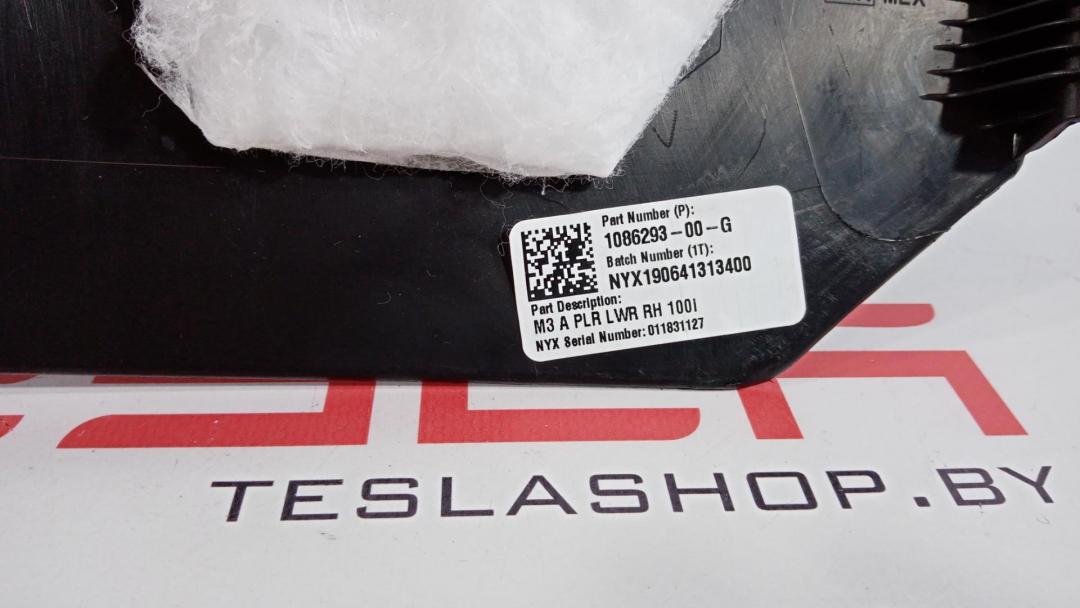 MEX
Part Number (P):
1086293-00-G
Batch Number (1T):
NYX190641313400
Part Description:
M3 A PLR LWR RH 100I
NYX Serial Number: 011831127
TESLASHOP.BY